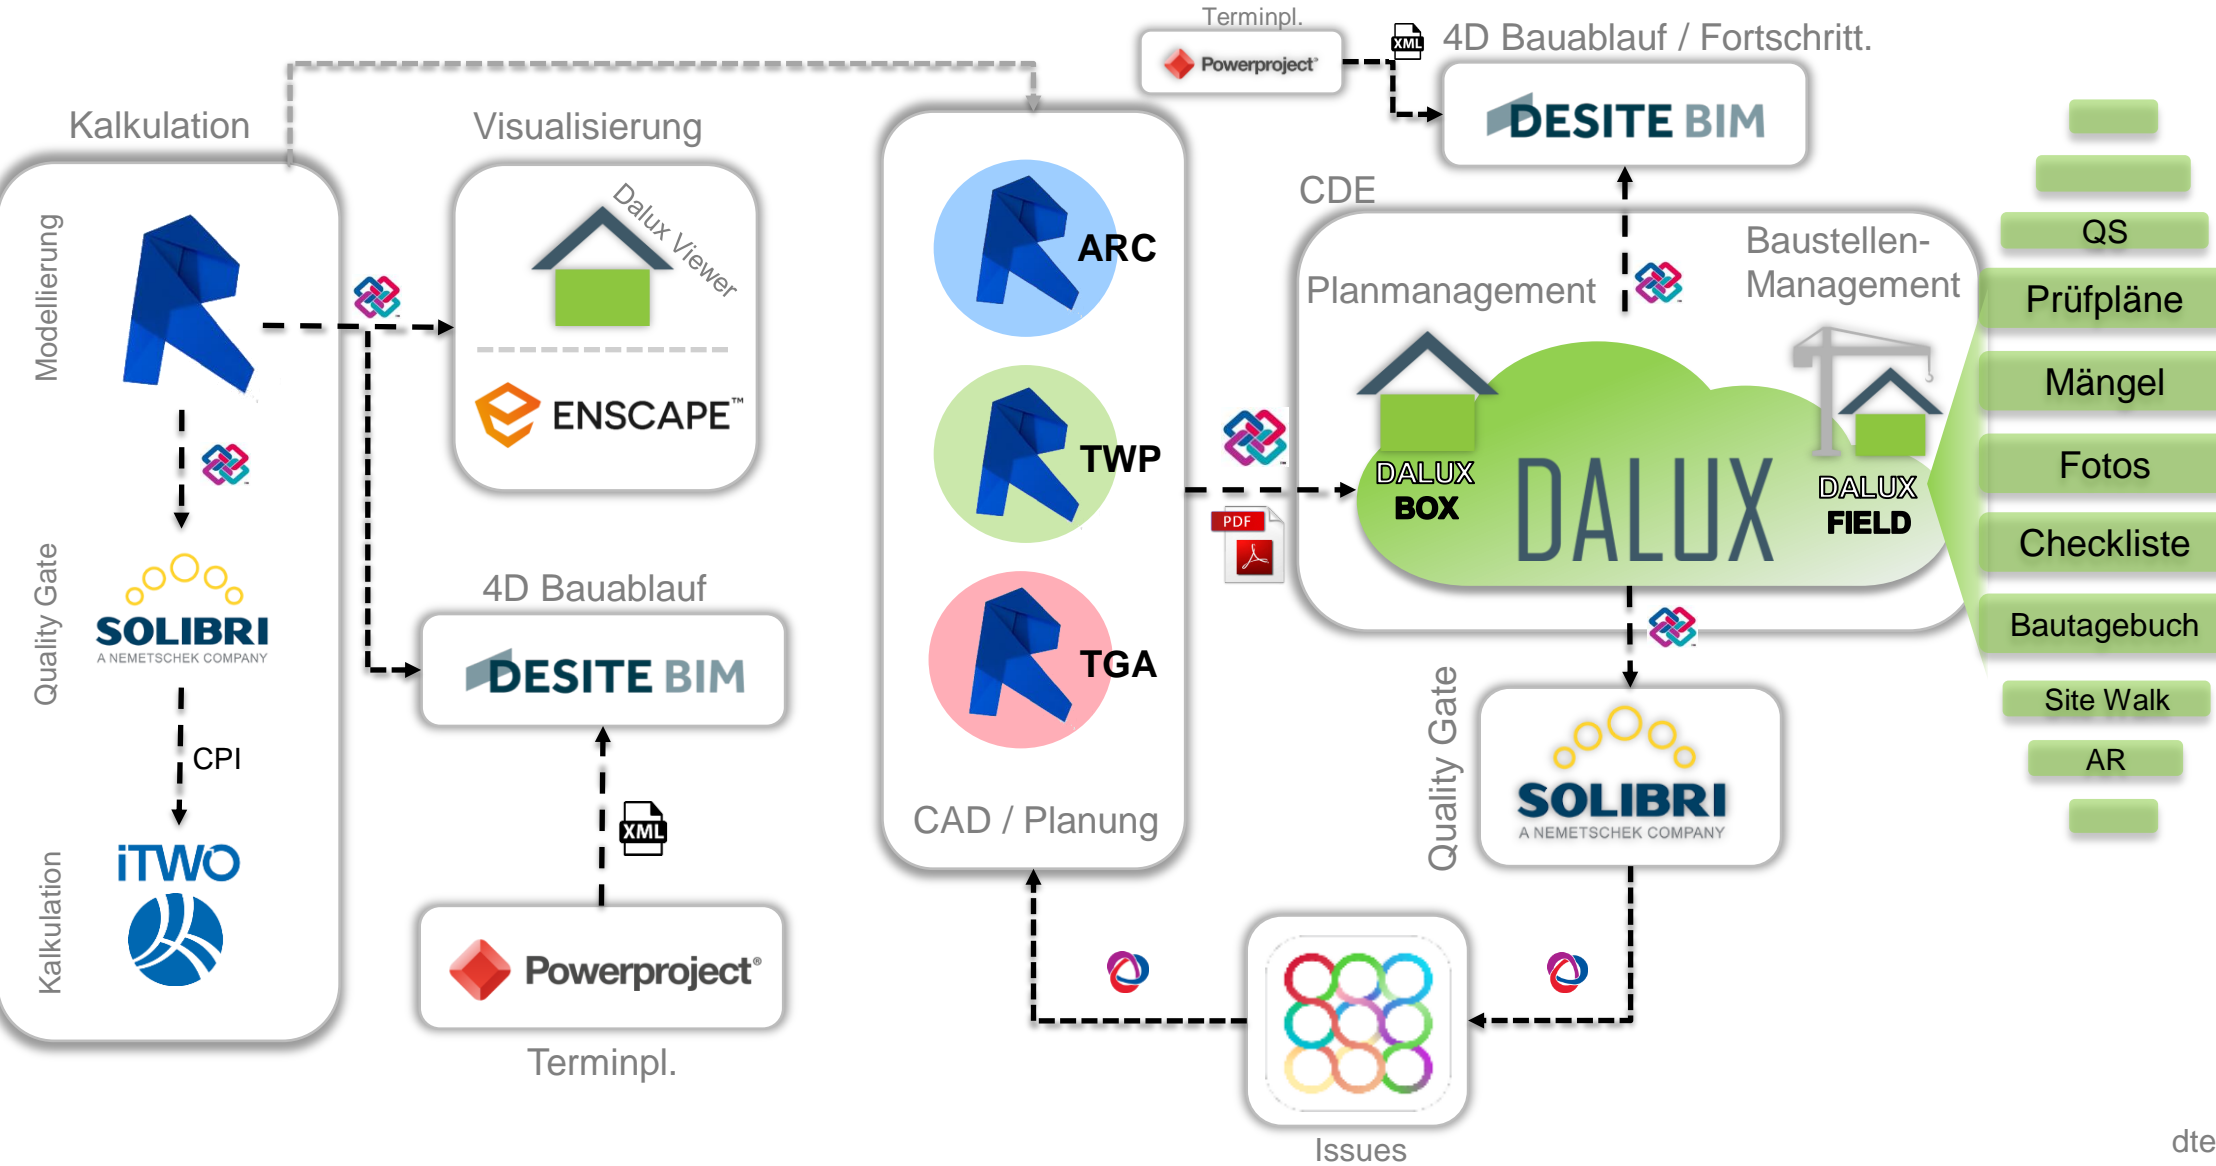 Kalkulation
Modellierung
Quality Gate
SOLIBRI
A NEMETSCHEK COMPANY
CPI
iTWO
Kalkulation
Visualisierung
Dalux Viewer
ENSCAPE™
4D Bauablauf
DESITE BIM
XML
Powerproject®
Terminpl.
ARC
TWP
TGA
CAD / Planung
Terminpl.
Powerproject®
XML
4D Bauablauf / Fortschritt.
DESITE BIM
CDE
Planmanagement
Baustellen-
Management
PDF
DALUX
BOX
DALUX
DALUX
FIELD
Quality Gate
SOLIBRI
A NEMETSCHEK COMPANY
Issues
QS
Prüfpläne
Mängel
Fotos
Checkliste
Bautagebuch
Site Walk
AR
dte